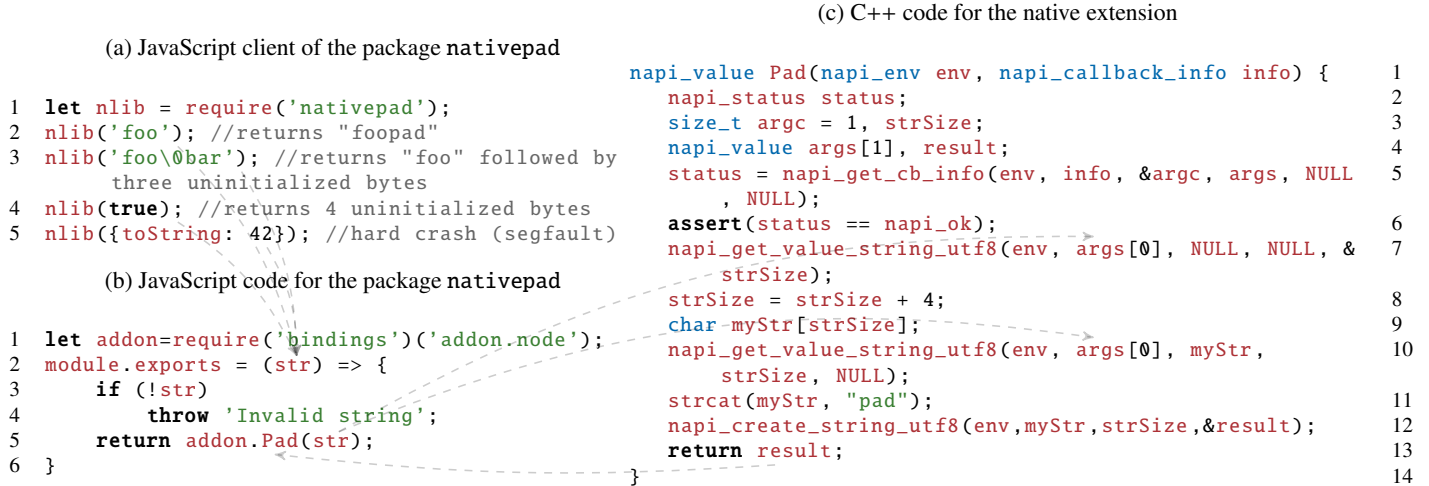 (a) JavaScript client of the package nativepad
1 let nlib = require('nativepad');
2 nlib('foo'); //returns "foopad"
3 nlib('foo\0bar'); //returns "foo" followed by
three uninitialized bytes
4 nlib(true); //returns 4 uninitialized bytes
5 nlib({toString: 42}); //hard crash (segfault)
(b) JavaScript code for the package nativepad
1 let addon=require('bindings')('addon.node');
2 module.exports = (str) => {
3 if (!str)
4 throw 'Invalid string';
5 return addon.Pad(str);
6 }
(c) C++ code for the native extension
napi_value Pad(napi_env env, napi_callback_info info) { 1
napi_status status; 2
size_t argc = 1, strSize; 3
napi_value args[1], result; 4
status = napi_get_cb_info(env, info, &argc, args, NULL 5
, NULL);
assert(status == napi_ok); 6
napi_get_value_string_utf8(env, args[0], NULL, NULL, & 7
strSize);
strSize = strSize + 4; 8
char myStr[strSize]; 9
napi_get_value_string_utf8(env, args[0], myStr, 10
strSize, NULL);
strcat(myStr, "pad"); 11
napi_create_string_utf8(env,myStr,strSize,&result); 12
return result; 13
} 14